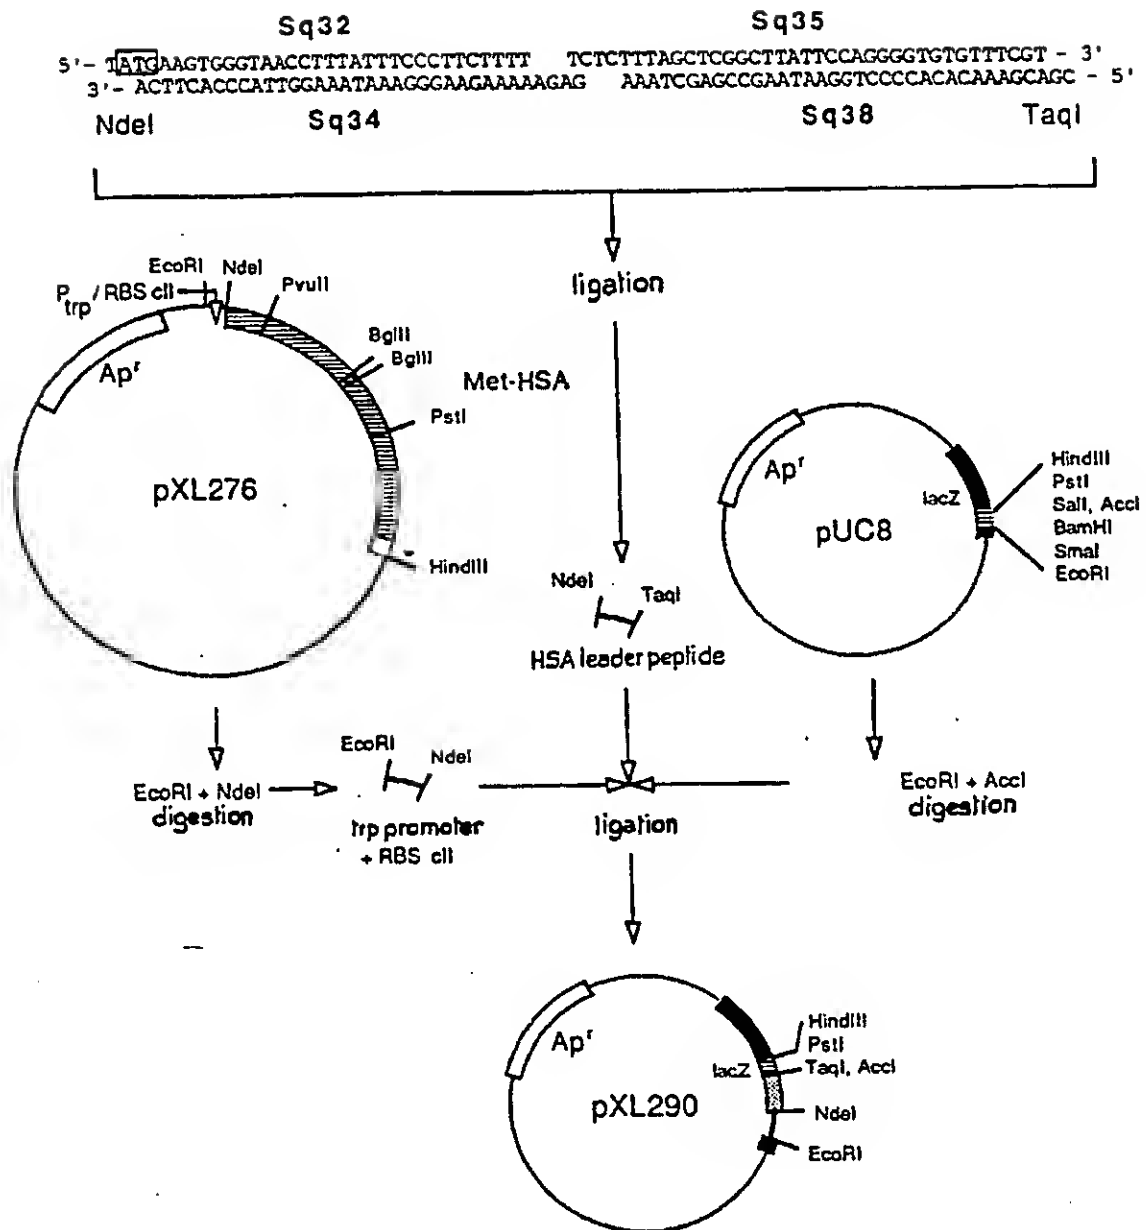 Sq32 Sq35
5'- TATGAAGTGGGTAACCTTTATTTCCCTTCTTTT TCTCTTTAGCTCGGCTTATTCCAGGGGTGTGTTTCGT - 3'
3'- ACTTCACCCATTGGAAATAAAGGGAAGAAAAAGAG AAATCGAGCCGAATAAGGTCCCCACACAAAGCAGC - 5'
NdeI Sq34 Sq38 TaqI
ligation
EcoRI NdeI
Ptrp/RBS cII
PvuII
BglII
BglII
Apr
Met-HSA
PstI
pXL276
HindIII
Apr
lacZ
pUC8
HindIII
PstI
SalI, AccI
BamHI
SmaI
EcoRI
NdeI
TaqI
HSA leader peptide
EcoRI + NdeI
digestion
EcoRI
NdeI
trp promoter
+ RBS cII
ligation
EcoRI + AccI
digestion
Apr
lacZ
pXL290
HindIII
PstI
TaqI, AccI
NdeI
EcoRI